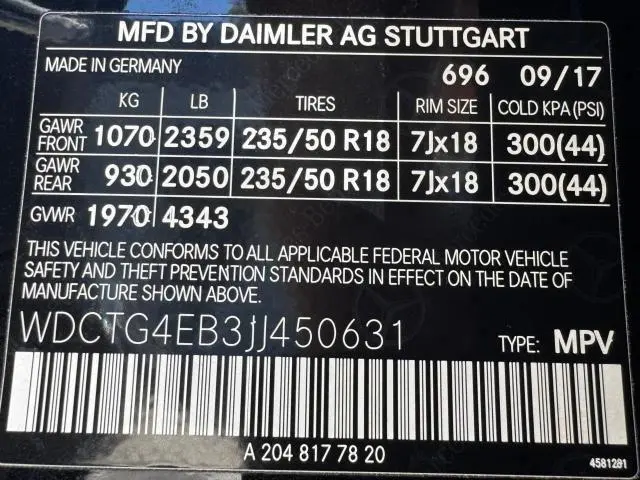 MFD BY DAIMLER AG STUTTGART
MADE IN GERMANY 696 09/17
KG LB TIRES RIM SIZE COLD KPA(PSI)
GAWR FRONT 1070 2359 235/50 R18 7Jx18 300(44)
GAWR REAR 930 2050 235/50 R18 7Jx18 300(44)
GVWR 1970 4343
THIS VEHICLE CONFORMS TO ALL APPLICABLE FEDERAL MOTOR VEHICLE
SAFETY AND THEFT PREVENTION STANDARDS IN EFFECT ON THE DATE OF
MANUFACTURE SHOWN ABOVE.
WDCTG4EB3JJ450631 TYPE: MPV
A 204 817 78 20
4581281